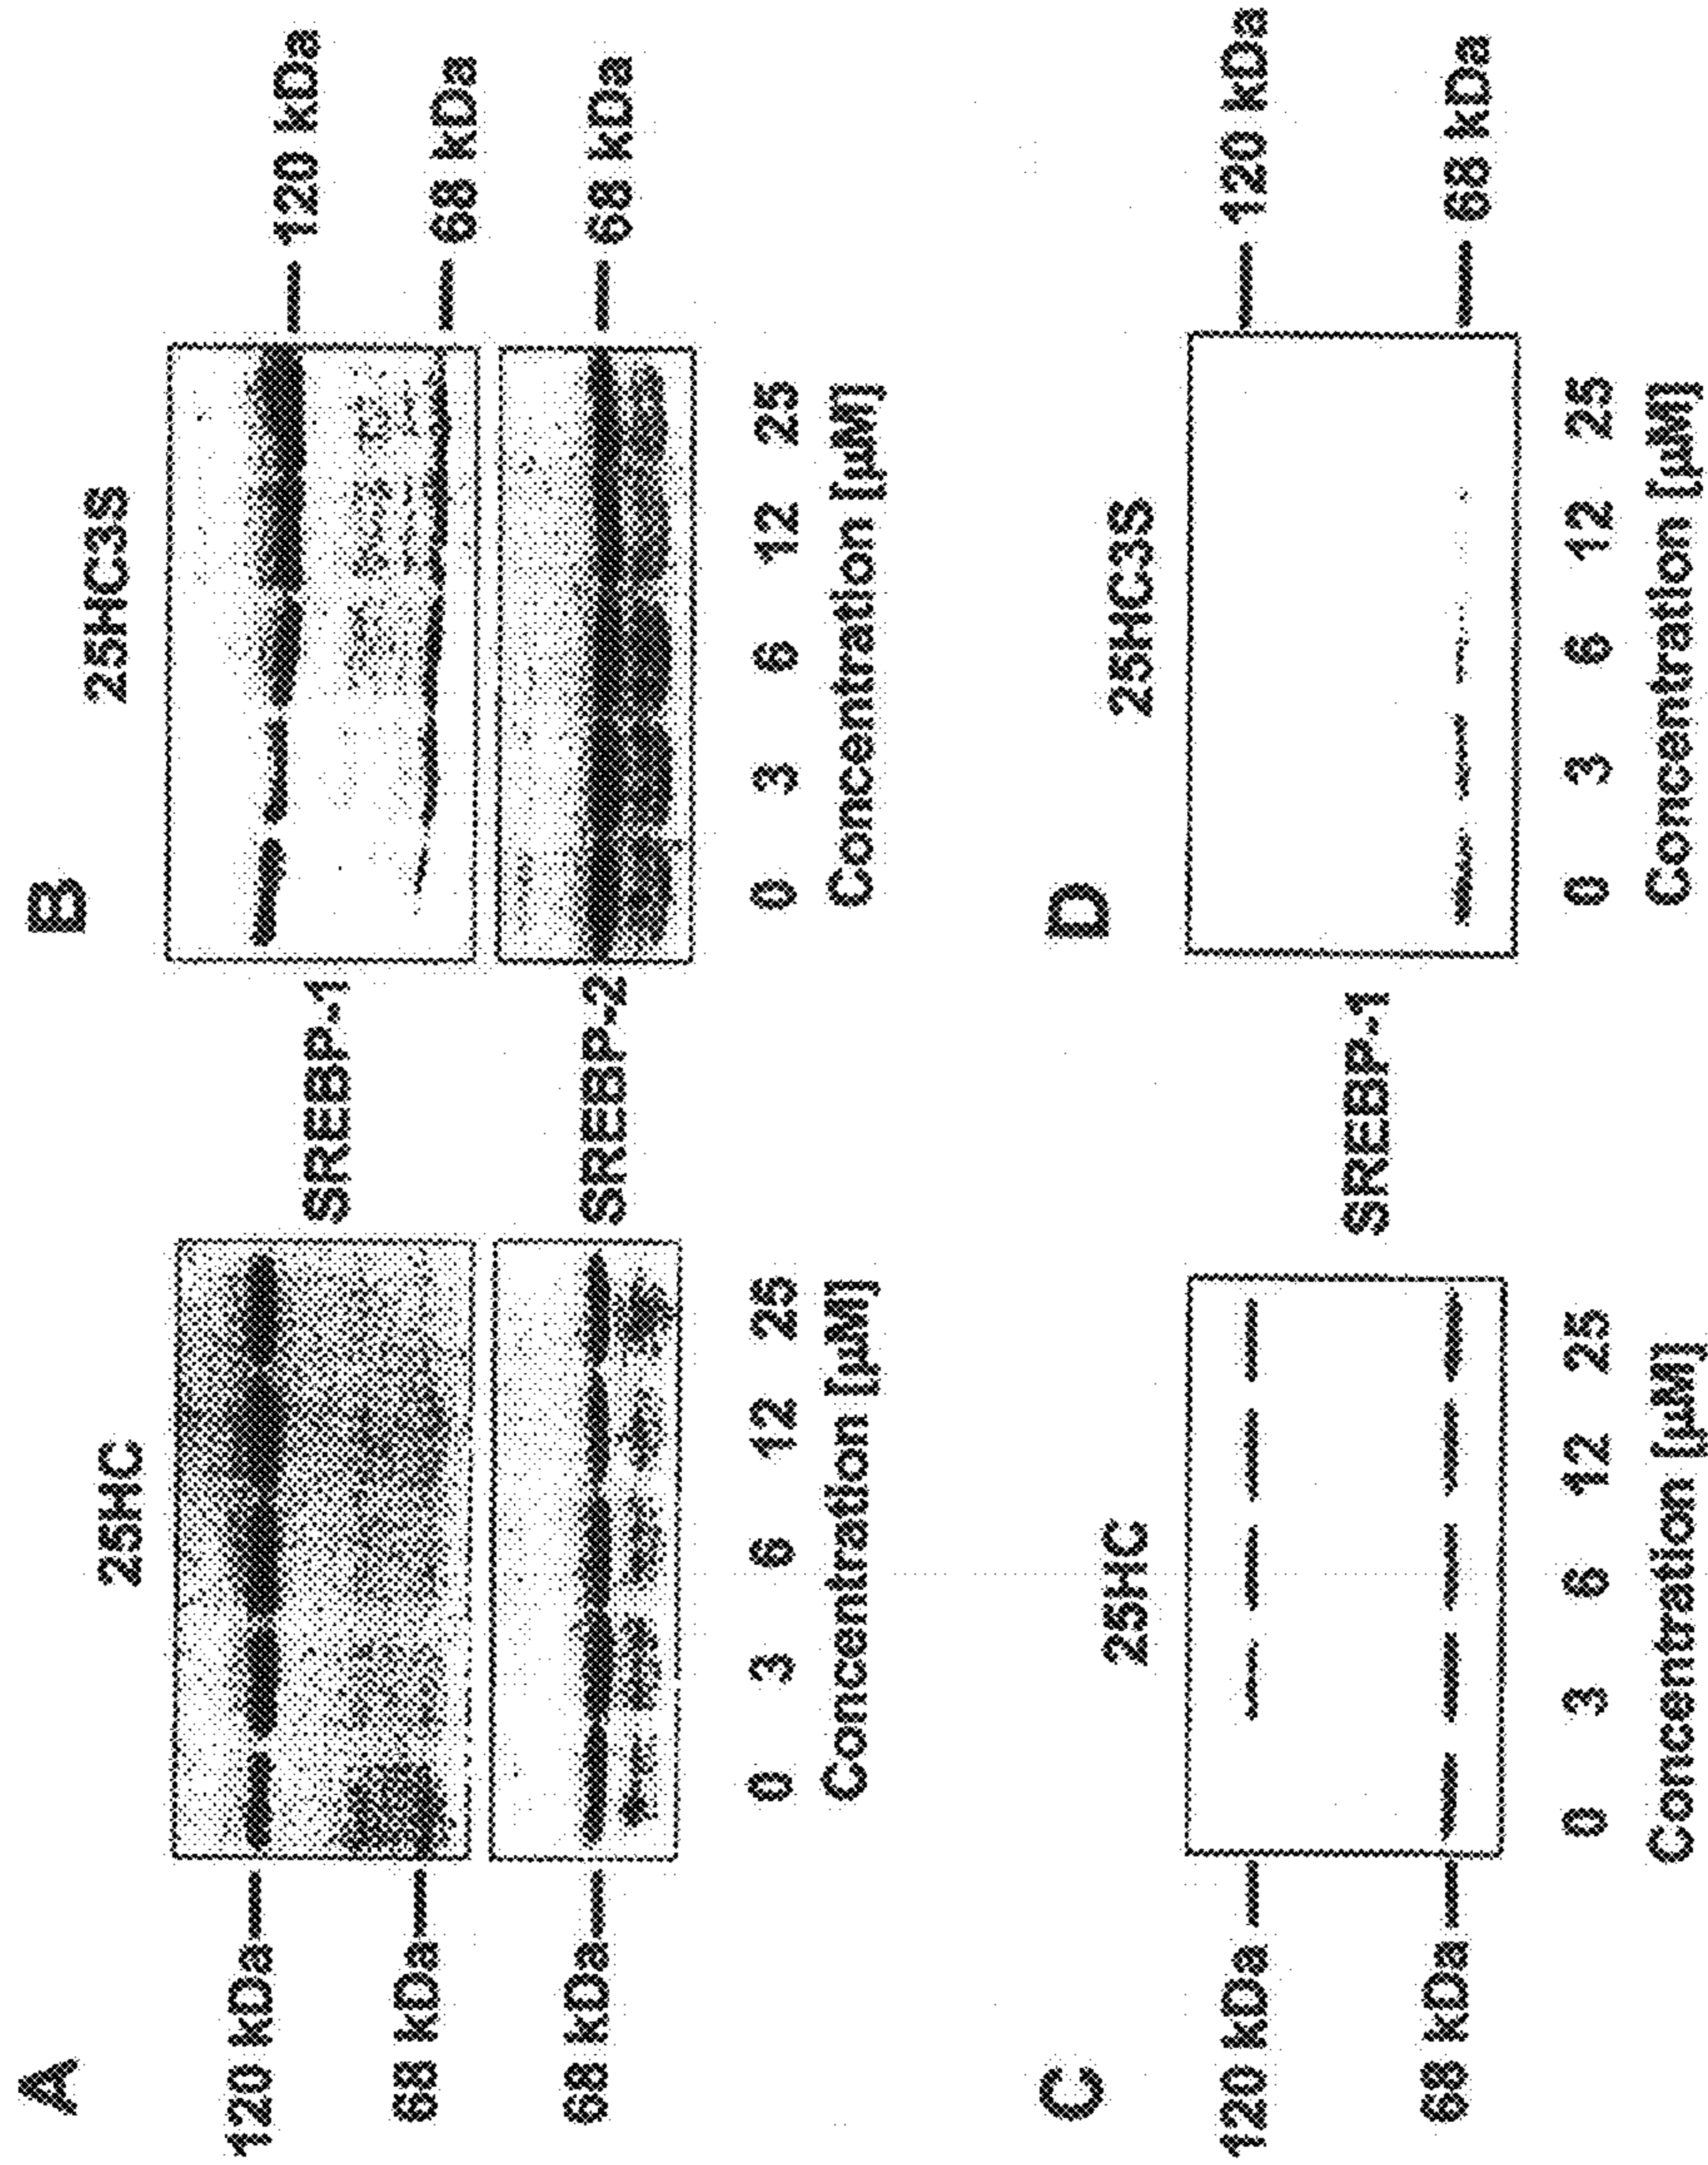 A
25HC
120 kDa
68 kDa
SREBP-1
68 kDa
SREBP-2
0 3 6 12 25
Concentration [µM]
B
25HC3S
120 kDa
68 kDa
68 kDa
0 3 6 12 25
Concentration [µM]
C
25HC
120 kDa
68 kDa
SREBP-1
0 3 6 12 25
Concentration [µM]
D
25HC3S
120 kDa
68 kDa
0 3 6 12 25
Concentration [µM]